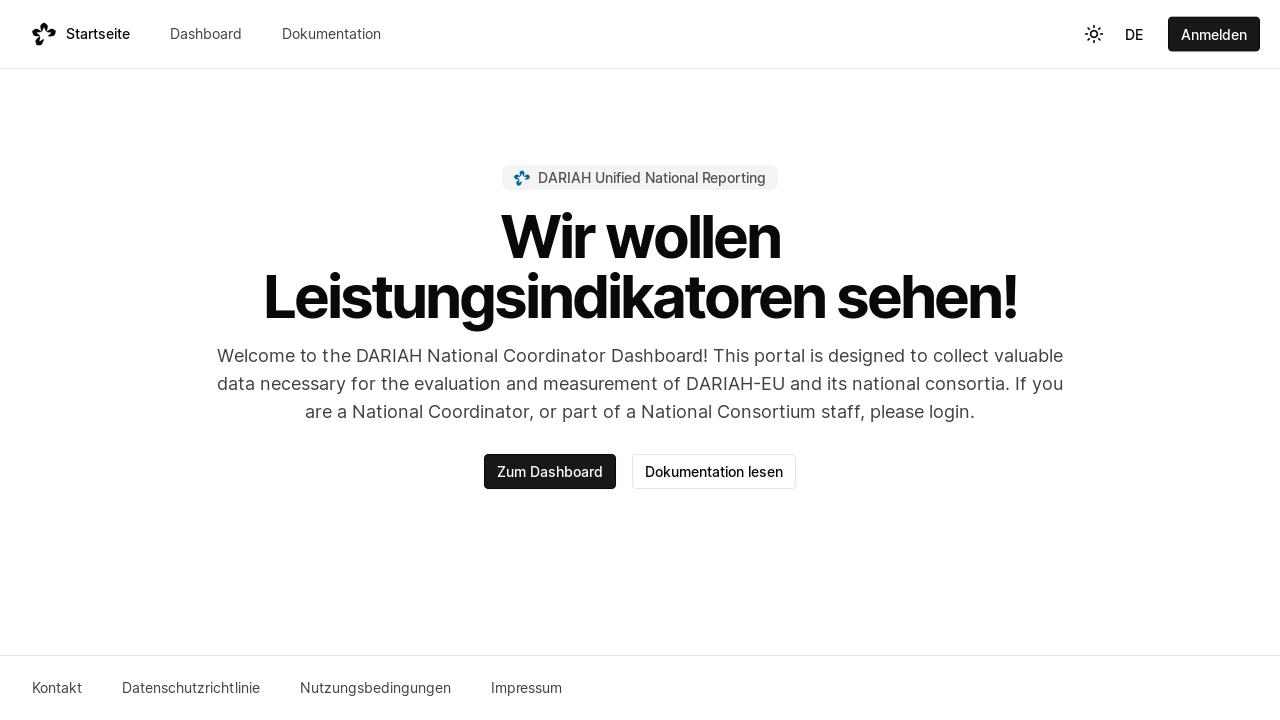 Startseite
Dashboard
Dokumentation
DE
Anmelden
DARIAH Unified National Reporting
Wir wollen
Leistungsindikatoren sehen!
Welcome to the DARIAH National Coordinator Dashboard! This portal is designed to collect valuable
data necessary for the evaluation and measurement of DARIAH-EU and its national consortia. If you
are a National Coordinator, or part of a National Consortium staff, please login.
Zum Dashboard
Dokumentation lesen
Kontakt
Datenschutzrichtlinie
Nutzungsbedingungen
Impressum